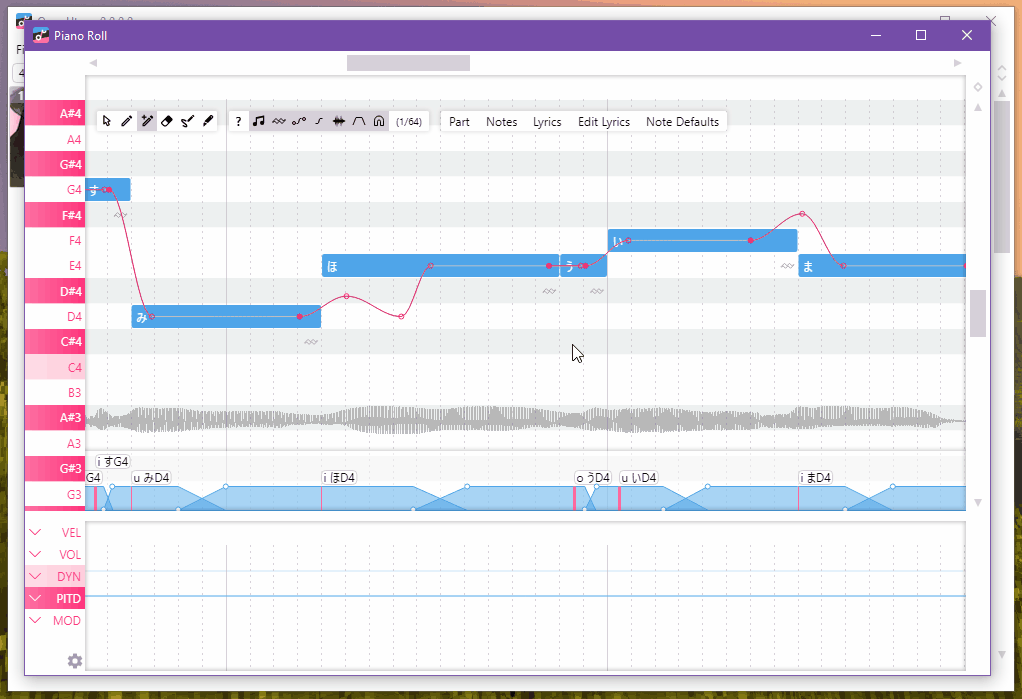 Piano Roll
Fi
4
1
? (1/64) Part Notes Lyrics Edit Lyrics Note Defaults
A#4
A4
G#4
G4 す
F#4
F4 い
E4 ほ う ま
D#4
D4 み
C#4
C4
B3
A#3
A3
G#3
G3
i すG4
G4 u みD4 i ほD4 o うD4 u いD4 i まD4
VEL
VOL
DYN
PITD
MOD